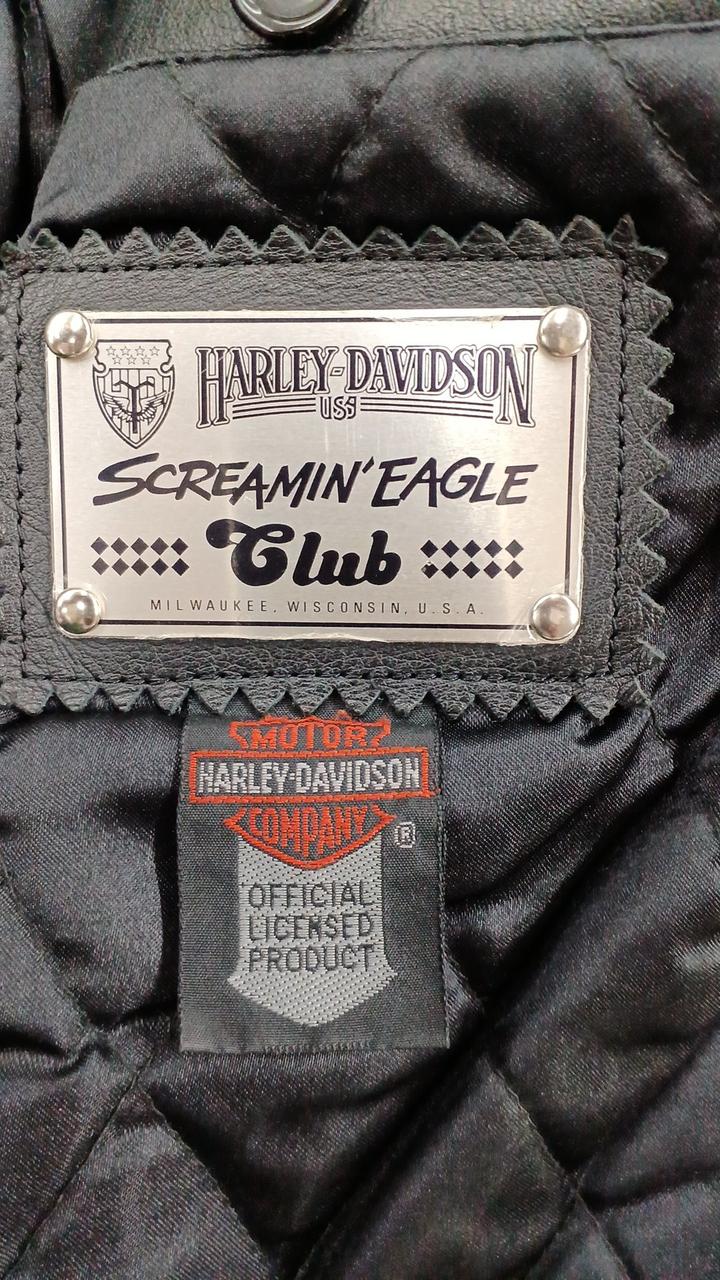 HARLEY-DAVIDSON
USA
SCREAMIN' EAGLE
Club
MILWAUKEE, WISCONSIN, U.S.A.
MOTOR
HARLEY-DAVIDSON
COMPANY
®
OFFICIAL
LICENSED
PRODUCT